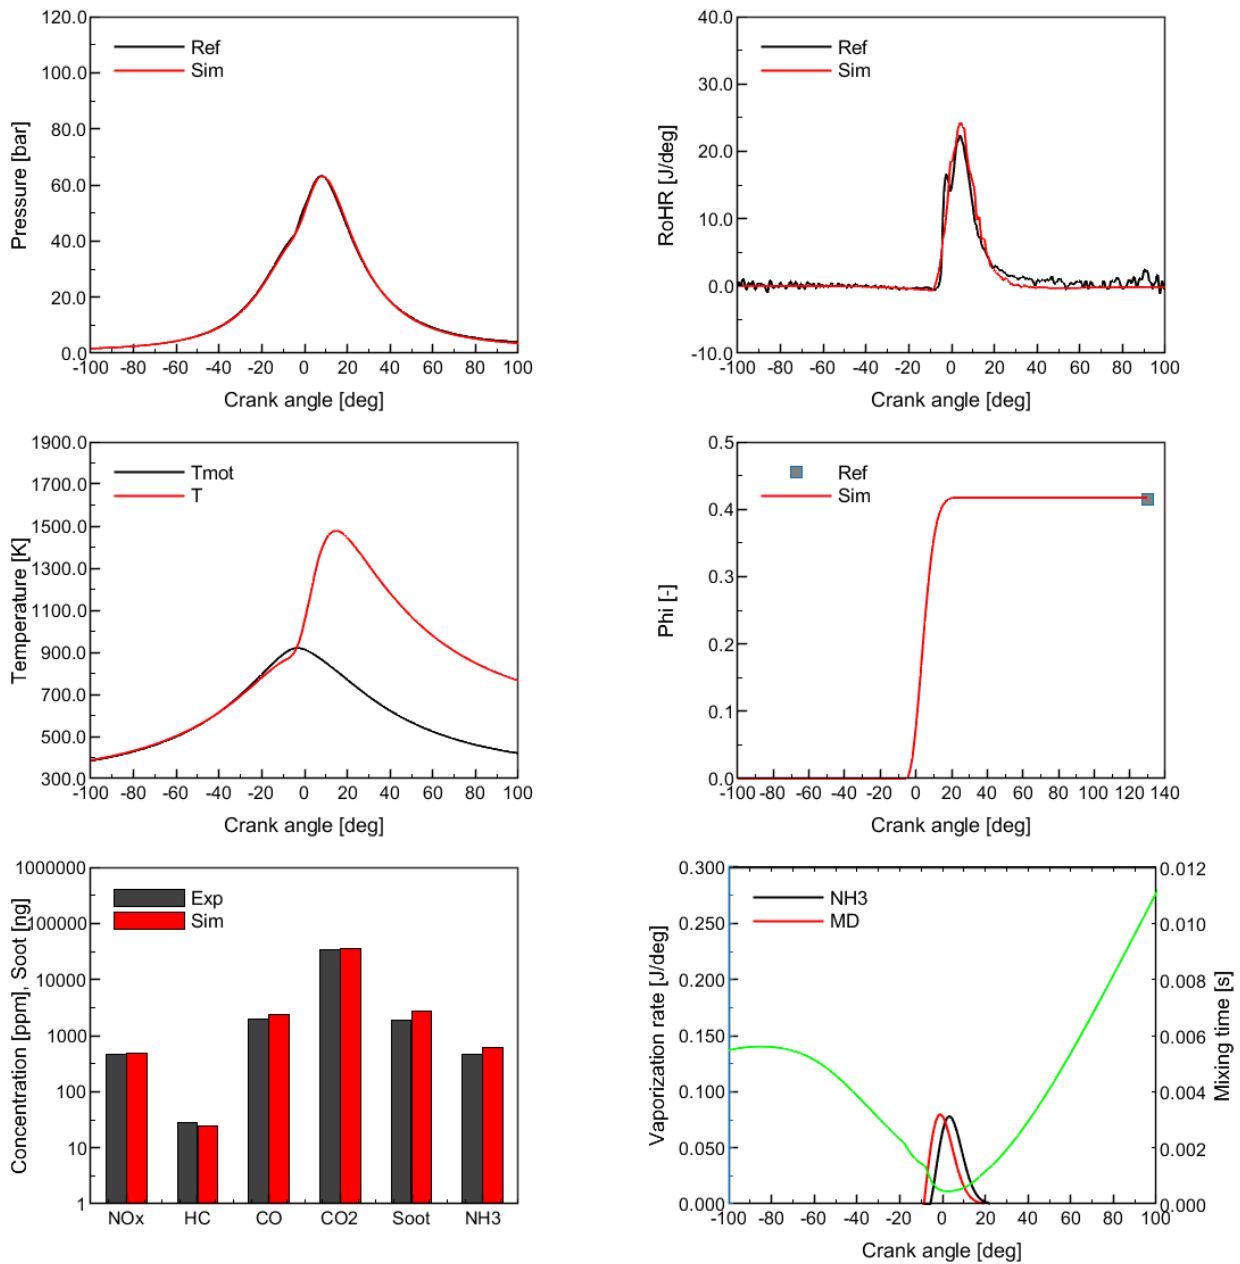 120.0
100.0
80.0
60.0
40.0
20.0
0.0
Pressure [bar]
Ref
Sim
-100 -80 -60 -40 -20 0 20 40 60 80 100
Crank angle [deg]
40.0
30.0
20.0
10.0
0.0
-10.0
RoHR [J/deg]
Ref
Sim
-100 -80 -60 -40 -20 0 20 40 60 80 100
Crank angle [deg]
1900.0
1700.0
1500.0
1300.0
1100.0
900.0
700.0
500.0
300.0
Temperature [K]
Tmot
T
-100 -80 -60 -40 -20 0 20 40 60 80 100
Crank angle [deg]
0.5
0.4
0.3
0.2
0.1
0.0
Phi [-]
Ref
Sim
-100 -80 -60 -40 -20 0 20 40 60 80 100 120 140
Crank angle [deg]
1000000
100000
10000
1000
100
10
1
Concentration [ppm], Soot [ng]
Exp
Sim
NOx HC CO CO2 Soot NH3
0.300
0.250
0.200
0.150
0.100
0.050
0.000
Vaporization rate [J/deg]
NH3
MD
0.012
0.010
0.008
0.006
0.004
0.002
0.000
Mixing time [s]
-100 -80 -60 -40 -20 0 20 40 60 80 100
Crank angle [deg]